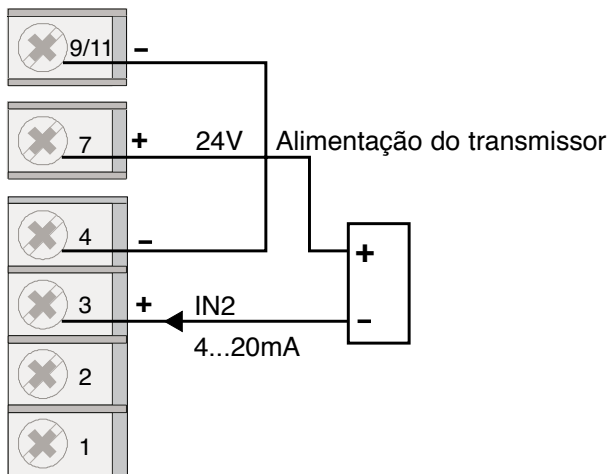 9/11 -
7 + 24V Alimentação do transmissor
4 -
+
3 + IN2 -
4...20mA
2
1